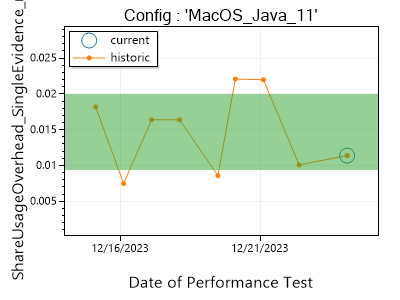 Config : 'MacOS_Java_11'
current
historic
0.025
0.02
0.015
0.01
0.005
12/16/2023
12/21/2023
Date of Performance Test
ShareUsageOverhead_SingleEvidence_